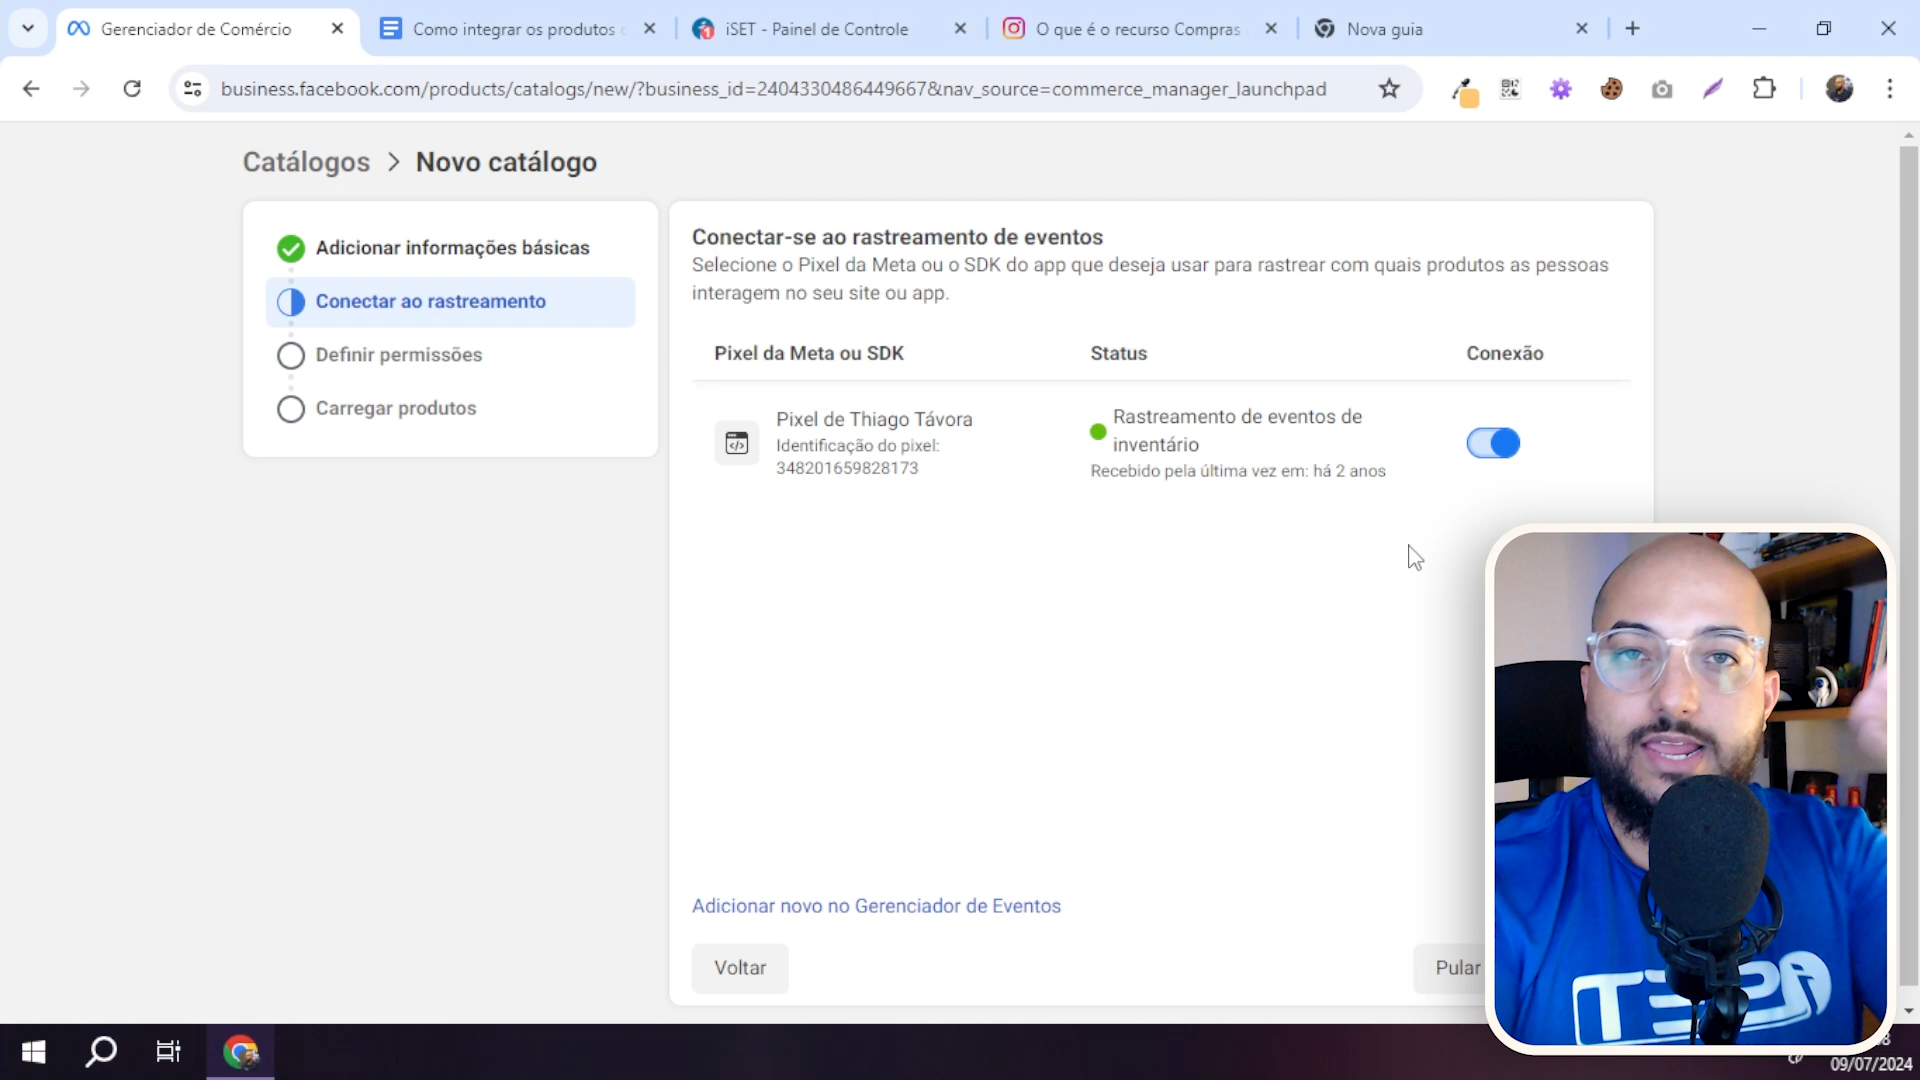 Gerenciador de Comércio
Como integrar os produtos
iSET - Painel de Controle
O que é o recurso Compras
Nova guia
business.facebook.com/products/catalogs/new/?business_id=2404330486449667&nav_source=commerce_manager_launchpad
Catálogos > Novo catálogo
Adicionar informações básicas
Conectar ao rastreamento
Definir permissões
Carregar produtos
Conectar-se ao rastreamento de eventos
Selecione o Pixel da Meta ou o SDK do app que deseja usar para rastrear com quais produtos as pessoas
interagem no seu site ou app.
Pixel da Meta ou SDK
Status
Conexão
Pixel de Thiago Távora
Identificação do pixel:
348201659828173
Rastreamento de eventos de
inventário
Recebido pela última vez em: há 2 anos
Adicionar novo no Gerenciador de Eventos
Voltar
Pular
09/07/2024